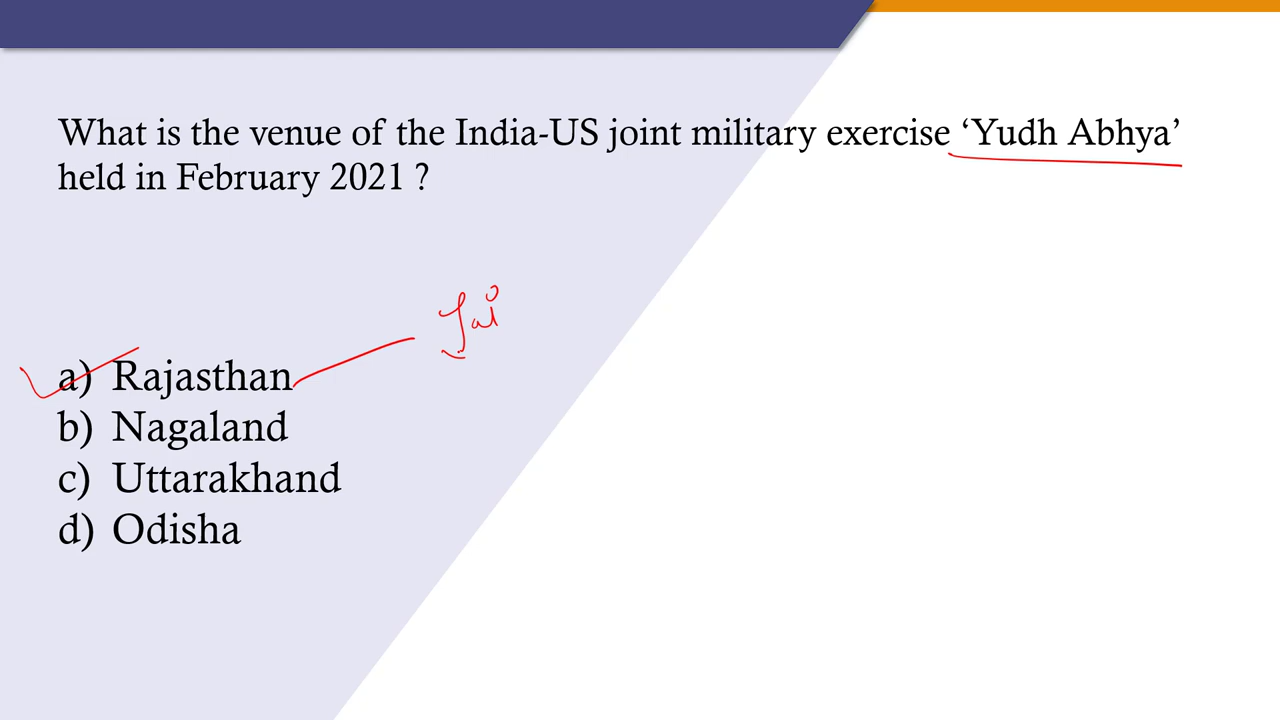 What is the venue of the India-US joint military exercise ‘Yudh Abhya’
held in February 2021 ?
a) Rajasthan
b) Nagaland
c) Uttarakhand
d) Odisha